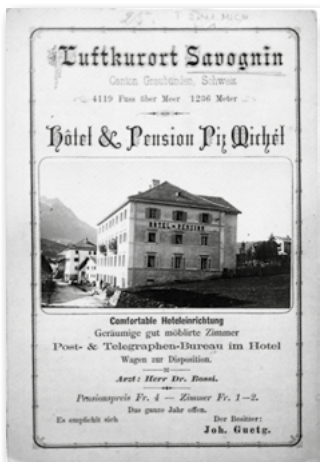 Luftkurort Savognin
Canton Graubünden, Schweiz
4119 Fuss über Meer 1236 Meter
Hôtel & Pension Piz Michél
HOTEL & PENSION
Comfortable Hoteleinrichtung
Geräumige gut möblirte Zimmer
Post- & Telegraphen-Bureau im Hotel
Wagen zur Disposition.
Arzt: Herr Dr. Bossi.
Pensionspreis Fr. 4 — Zimmer Fr. 1—2.
Das ganze Jahr offen.
Es empfiehlt sich Der Besitzer:
Joh. Guetg.